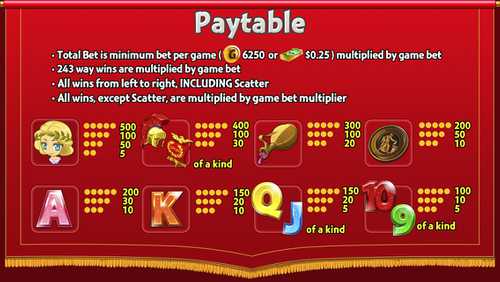 Paytable
• Total Bet is minimum bet per game ( G 6250 or $0.25 ) multiplied by game bet
• 243 way wins are multiplied by game bet
• All wins from left to right, INCLUDING Scatter
• All wins, except Scatter, are multiplied by game bet multiplier
500
100
50
5
400
100
30
of a kind
300
100
20
200
50
10
A
200
30
10
K
150
20
10
Q J
150
20
5
of a kind
10 9
100
10
5
of a kind